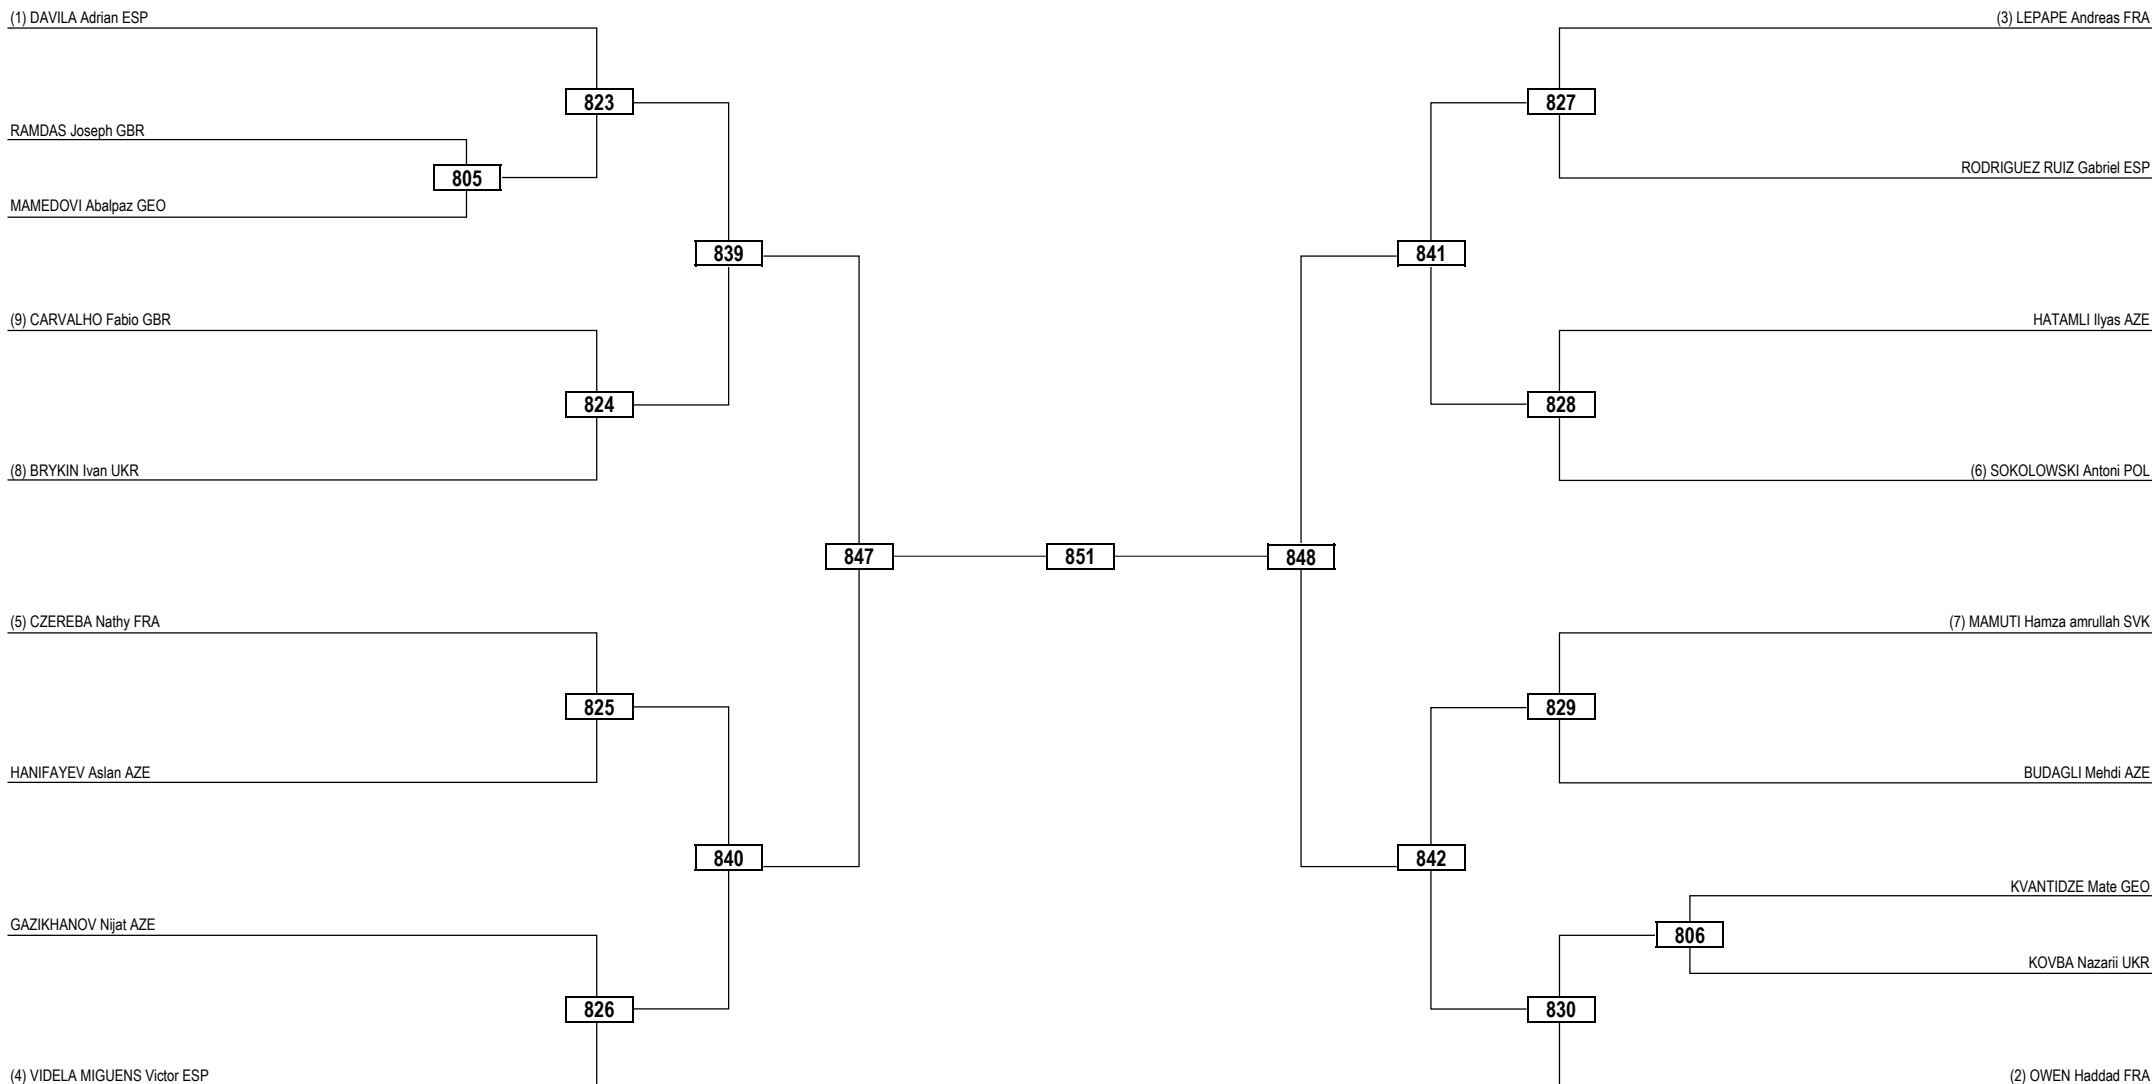 (1) DAVILA Adrian ESP
(3) LEPAPE Andreas FRA
823
827
RAMDAS Joseph GBR
805
RODRIGUEZ RUIZ Gabriel ESP
MAMEDOVI Abalpaz GEO
839
841
(9) CARVALHO Fabio GBR
HATAMLI Ilyas AZE
824
828
(8) BRYKIN Ivan UKR
(6) SOKOLOWSKI Antoni POL
847
851
848
(5) CZEREBA Nathy FRA
(7) MAMUTI Hamza amrullah SVK
825
829
HANIFAYEV Aslan AZE
BUDAGLI Mehdi AZE
840
842
KVANTIDZE Mate GEO
GAZIKHANOV Nijat AZE
806
KOVBA Nazarii UKR
826
830
(4) VIDELA MIGUENS Victor ESP
(2) OWEN Haddad FRA